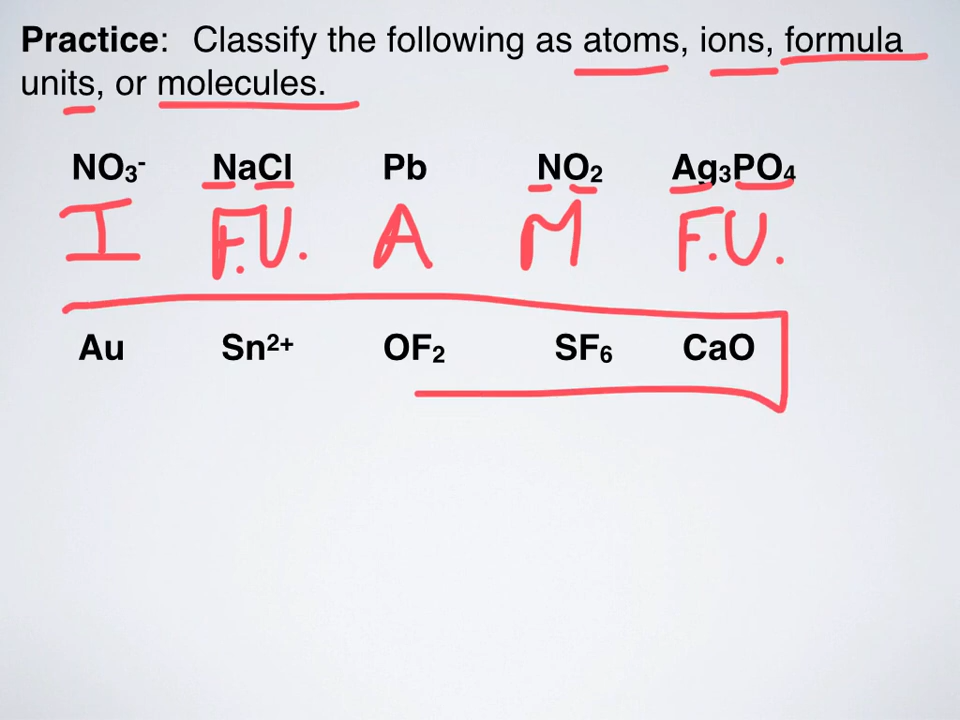 Practice: Classify the following as atoms, ions, formula
units, or molecules.
NO₃⁻ NaCl Pb NO₂ Ag₃PO₄
I F.U. A M F.U.
Au Sn²⁺ OF₂ SF₆ CaO